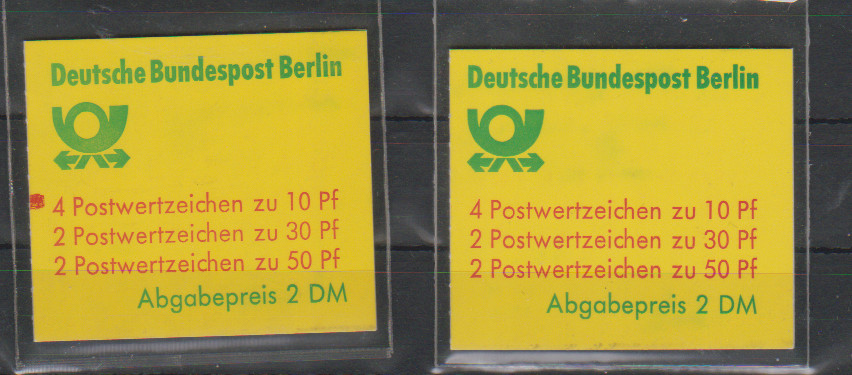 Deutsche Bundespost Berlin
4 Postwertzeichen zu 10 Pf
2 Postwertzeichen zu 30 Pf
2 Postwertzeichen zu 50 Pf
Abgabepreis 2 DM
Deutsche Bundespost Berlin
4 Postwertzeichen zu 10 Pf
2 Postwertzeichen zu 30 Pf
2 Postwertzeichen zu 50 Pf
Abgabepreis 2 DM